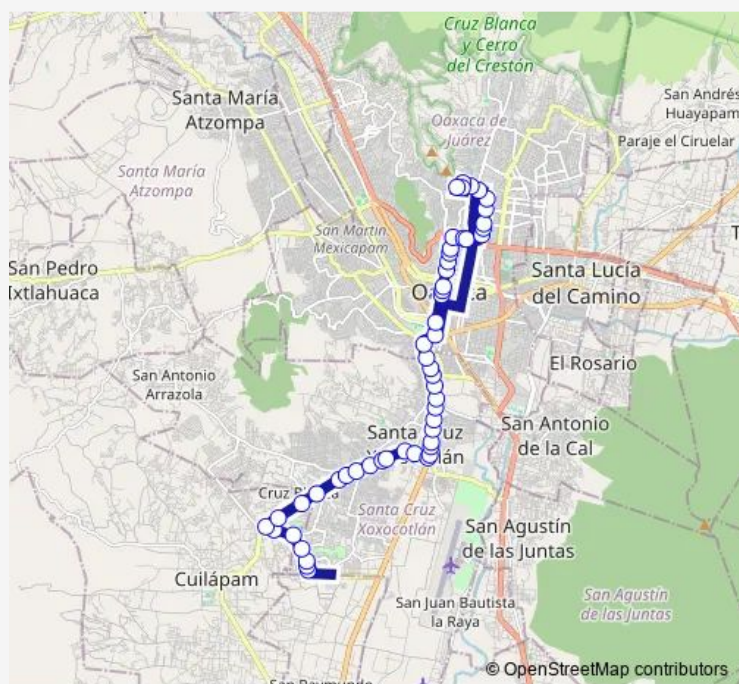 Cruz Blanca
y Cerro
del Crestón
Santa María
Atzompa
San Andrés
Huayapam
Oaxaca de
Juárez
Paraje el Ciruelar
Santa María
Atzompa
San Martin
Mexicapam
San Pedro
Ixtlahuaca
Santa Lucía
del Camino
El Rosario
San Antonio
Arrazola
San Antonio
de la Cal
Santa Cruz
Santa Cruz
Xoxocotlán
San Agustín
de las Juntas
Cuilápam
San Agustín
de las Juntas
San Juan Bautista
la Raya
© OpenStreetMap contributors